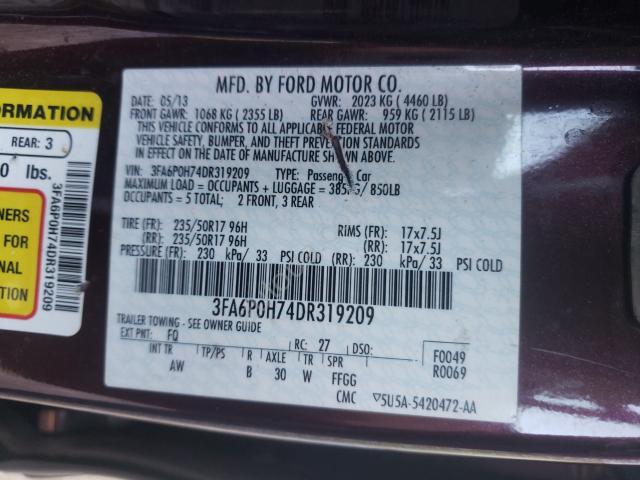 MFD. BY FORD MOTOR CO.
DATE: 05/13 GVWR: 2023 KG ( 4460 LB)
FRONT GAWR: 1068 KG ( 2355 LB) REAR GAWR: 959 KG ( 2115 LB)
THIS VEHICLE CONFORMS TO ALL APPLICABLE FEDERAL MOTOR
VEHICLE SAFETY, BUMPER, AND THEFT PREVENTION STANDARDS
IN EFFECT ON THE DATE OF MANUFACTURE SHOWN ABOVE.
VIN: 3FA6P0H74DR319209 TYPE: Passenger Car
MAXIMUM LOAD = OCCUPANTS + LUGGAGE = 385KG/ 850LB
OCCUPANTS = 5 TOTAL; 2 FRONT, 3 REAR
TIRE (FR): 235/50R17 96H RIMS (FR): 17x7.5J
(RR): 235/50R17 96H (RR): 17x7.5J
PRESSURE (FR): 230 kPa/ 33 PSI COLD (RR): 230 kPa/ 33 PSI COLD
3FA6P0H74DR319209
TRAILER TOWING - SEE OWNER GUIDE
EXT PNT: FQ RC: 27 DSO: F0049
INT TR TP/PS R AXLE TR SPR R0069
AW B 30 W FFGG
CMC ▽5U5A-5420472-AA
ORMATION
REAR: 3
0 lbs.
S
FOR
ONAL
N
3FA6P0H74DR319209